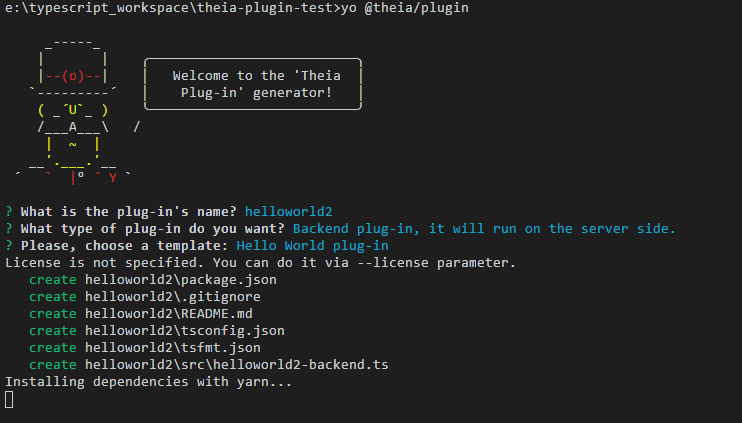 e:\typescript_workspace\theia-plugin-test>yo @theia/plugin
Welcome to the 'Theia
Plug-in' generator!
? What is the plug-in's name? helloworld2
? What type of plug-in do you want? Backend plug-in, it will run on the server side.
? Please, choose a template: Hello World plug-in
License is not specified. You can do it via --license parameter.
create helloworld2\package.json
create helloworld2\.gitignore
create helloworld2\README.md
create helloworld2\tsconfig.json
create helloworld2\tsfmt.json
create helloworld2\src\helloworld2-backend.ts
Installing dependencies with yarn...